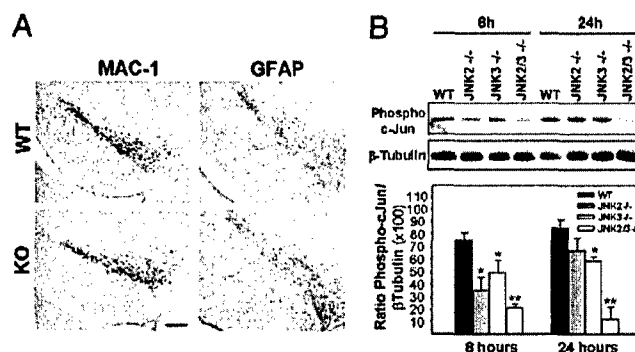 A
MAC-1 GFAP
WT
KO
B
6h 24h
WT JNK2 -/- JNK3 -/- JNK2/3 -/- WT JNK2 -/- JNK3 -/- JNK2/3 -/-
Phospho
c-Jun
β-Tubulin
Ratio Phospho-cJun/
βTubulin (x100)
110
100
90
80
70
60
50
40
30
20
10
WT
JNK2-/-
JNK3-/-
JNK2/3-/-
* * **
* **
8 hours 24 hours